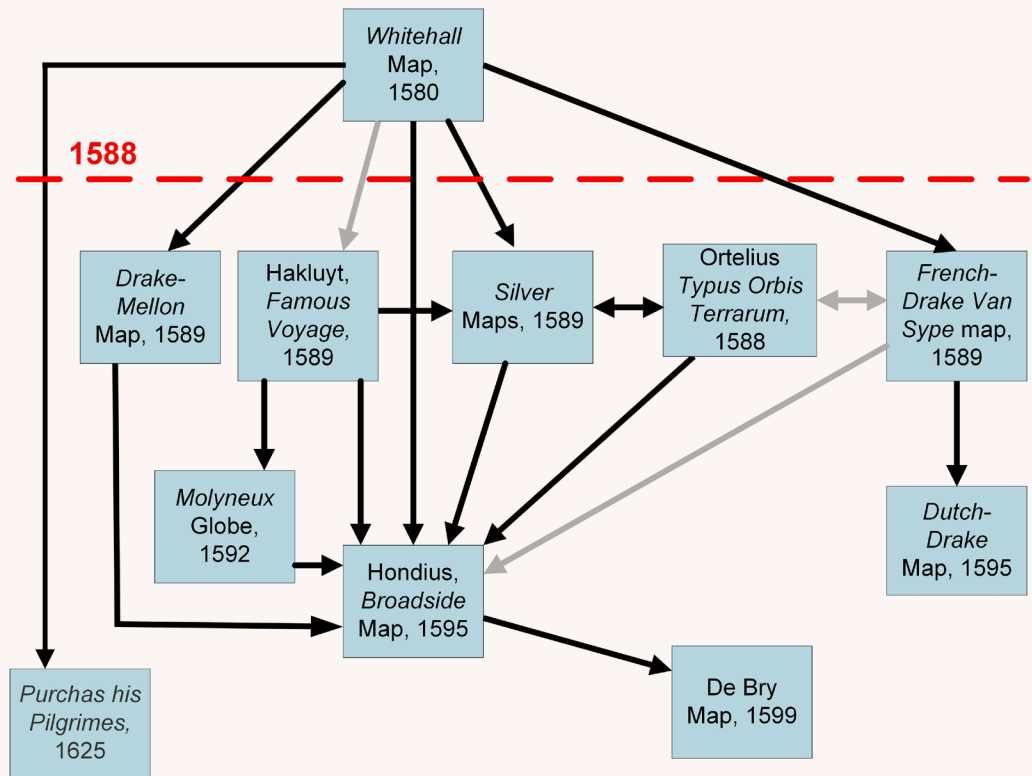 Whitehall
Map,
1580
1588
Drake-
Mellon
Map, 1589
Hakluyt,
Famous
Voyage,
1589
Silver
Maps, 1589
Ortelius
Typus Orbis
Terrarum,
1588
French-
Drake Van
Sype map,
1589
Molyneux
Globe,
1592
Dutch-
Drake
Map, 1595
Hondius,
Broadside
Map, 1595
Purchas his
Pilgrimes,
1625
De Bry
Map, 1599